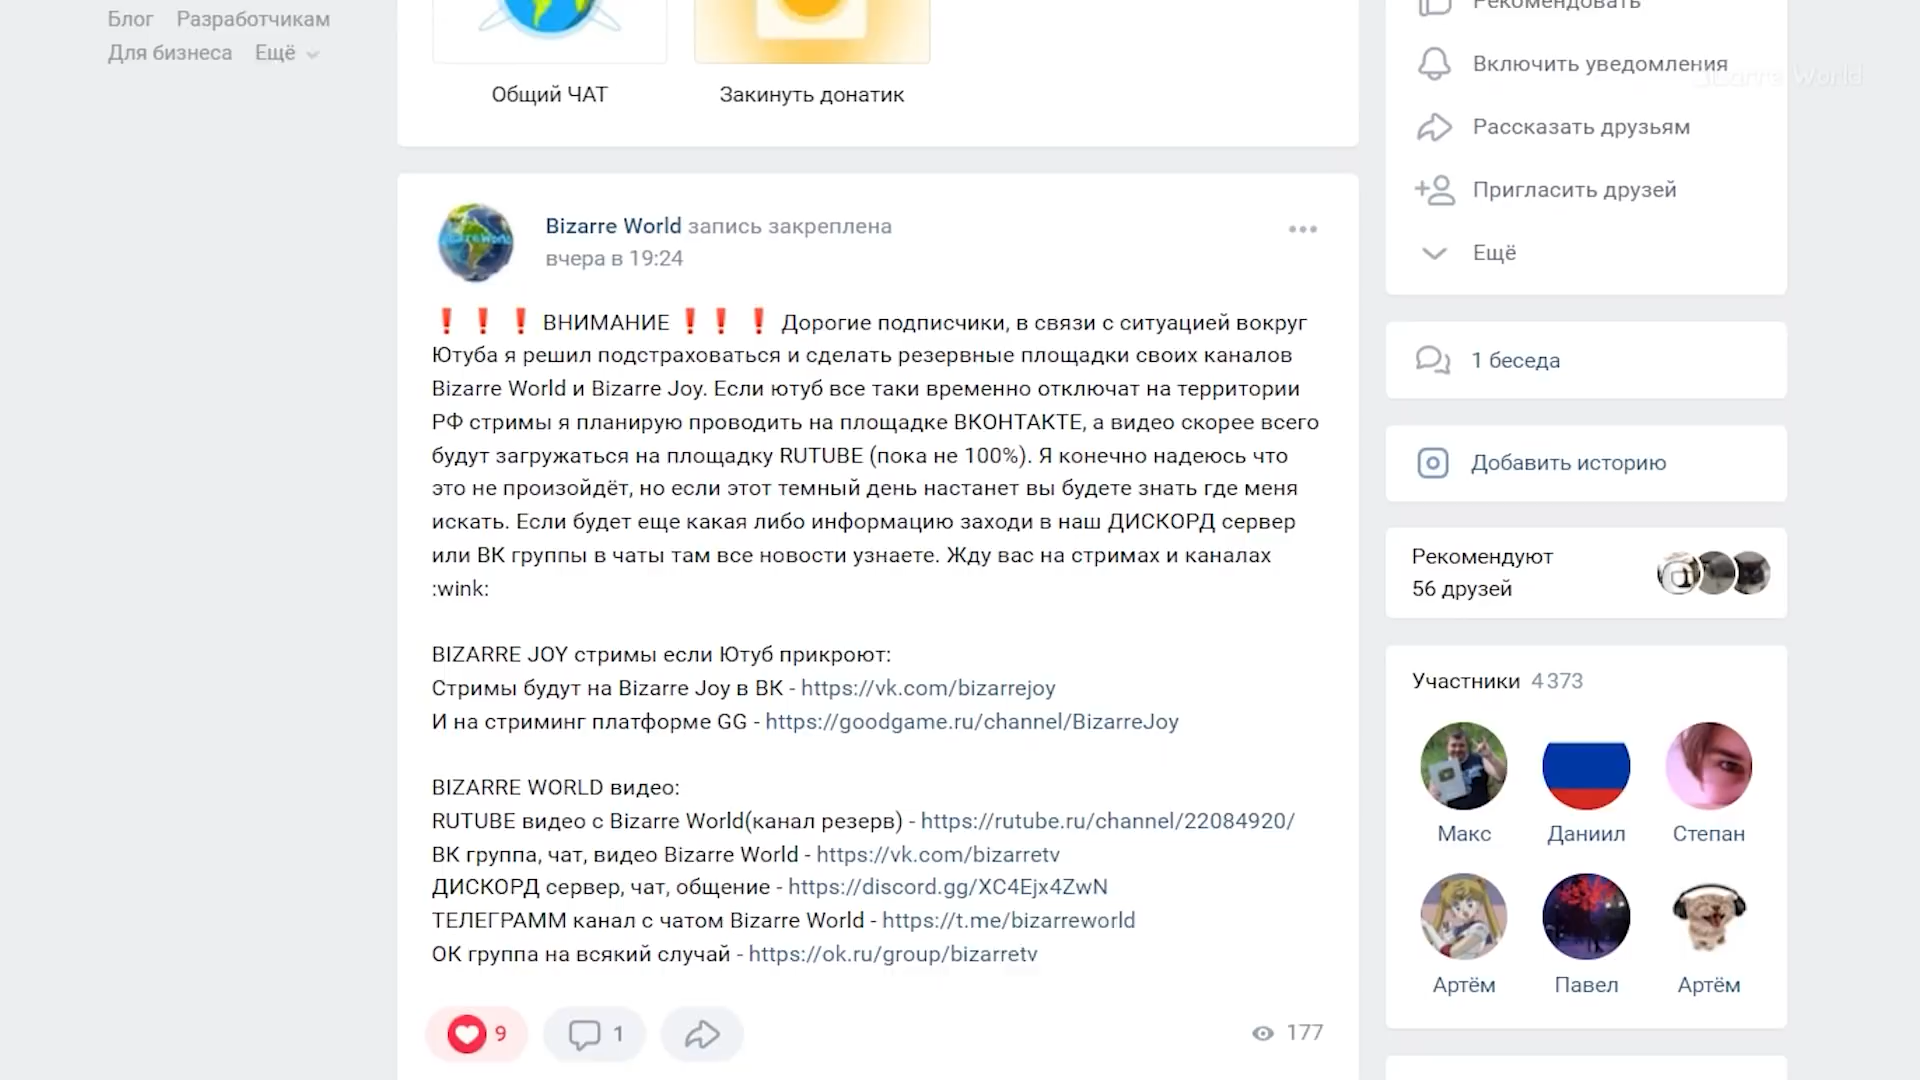 Блог Разработчикам
Для бизнеса Ещё
Общий ЧАТ
Закинуть донатик
Bizarre World запись закреплена
вчера в 19:24
❗❗❗ ВНИМАНИЕ ❗❗❗ Дорогие подписчики, в связи с ситуацией вокруг
Ютуба я решил подстраховаться и сделать резервные площадки своих каналов
Bizarre World и Bizarre Joy. Если ютуб все таки временно отключат на территории
РФ стримы я планирую проводить на площадке ВКОНТАКТЕ, а видео скорее всего
будут загружаться на площадку RUTUBE (пока не 100%). Я конечно надеюсь что
это не произойдёт, но если этот темный день настанет вы будете знать где меня
искать. Если будет еще какая либо информацию заходи в наш ДИСКОРД сервер
или ВК группы в чаты там все новости узнаете. Жду вас на стримах и каналах
:wink:
BIZARRE JOY стримы если Ютуб прикроют:
Стримы будут на Bizarre Joy в ВК - https://vk.com/bizarrejoy
И на стриминг платформе GG - https://goodgame.ru/channel/BizarreJoy
BIZARRE WORLD видео:
RUTUBE видео с Bizarre World(канал резерв) - https://rutube.ru/channel/22084920/
ВК группа, чат, видео Bizarre World - https://vk.com/bizarretv
ДИСКОРД сервер, чат, общение - https://discord.gg/XC4Ejx4ZwN
ТЕЛЕГРАММ канал с чатом Bizarre World - https://t.me/bizarreworld
ОК группа на всякий случай - https://ok.ru/group/bizarretv
9
1
177
Рекомендовать
Включить уведомления
Bizarre World
Рассказать друзьям
Пригласить друзей
Ещё
1 беседа
Добавить историю
Рекомендуют
56 друзей
Участники 4 373
Макс
Даниил
Степан
Артём
Павел
Артём